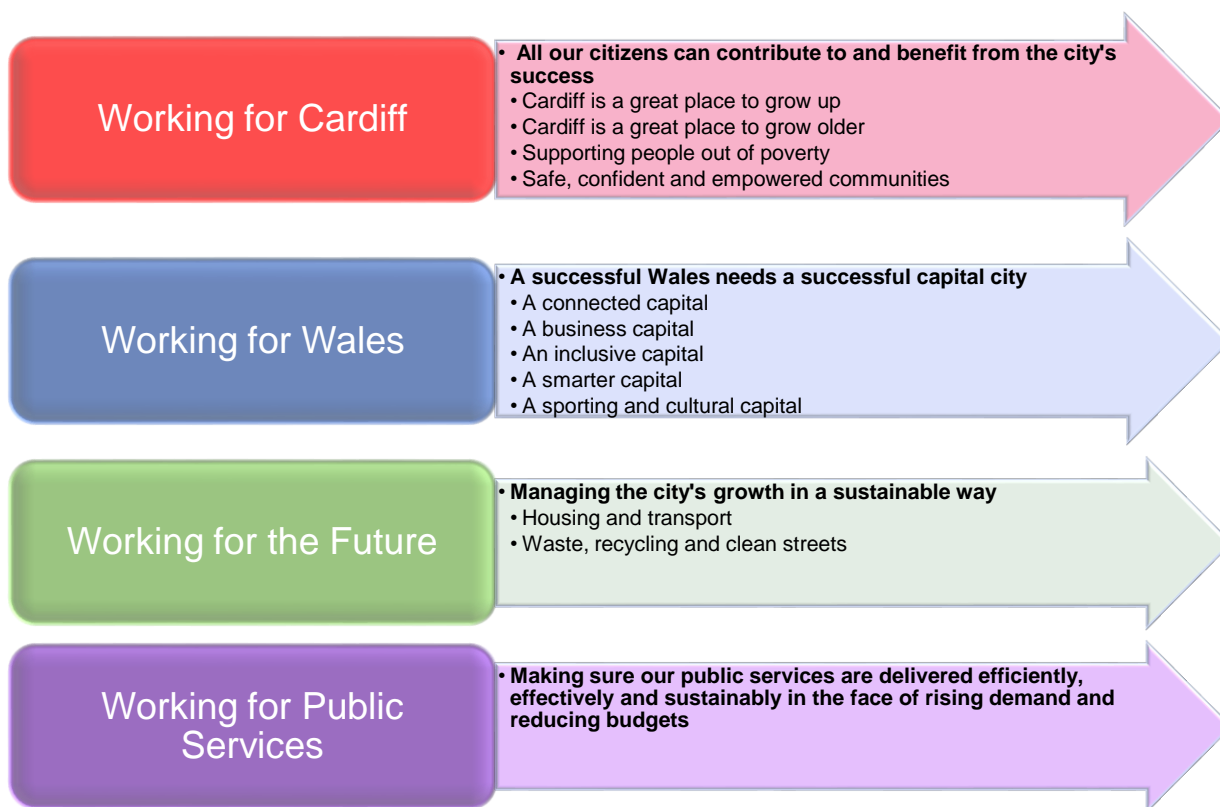 Working for Cardiff
• All our citizens can contribute to and benefit from the city's
success
• Cardiff is a great place to grow up
• Cardiff is a great place to grow older
• Supporting people out of poverty
• Safe, confident and empowered communities
Working for Wales
• A successful Wales needs a successful capital city
• A connected capital
• A business capital
• An inclusive capital
• A smarter capital
• A sporting and cultural capital
Working for the Future
• Managing the city's growth in a sustainable way
• Housing and transport
• Waste, recycling and clean streets
Working for Public
Services
• Making sure our public services are delivered efficiently,
effectively and sustainably in the face of rising demand and
reducing budgets